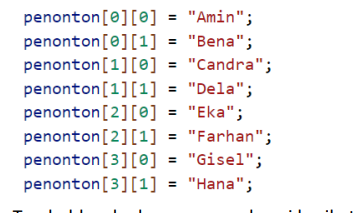 penonton[0][0] = "Amin";
penonton[0][1] = "Bena";
penonton[1][0] = "Candra";
penonton[1][1] = "Dela";
penonton[2][0] = "Eka";
penonton[2][1] = "Farhan";
penonton[3][0] = "Gisel";
penonton[3][1] = "Hana";